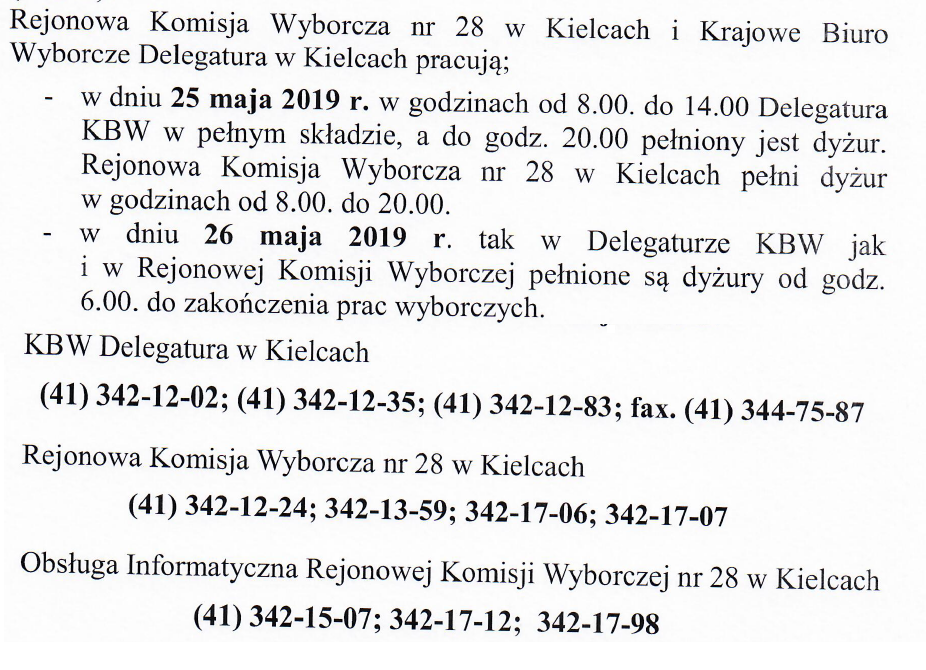 Rejonowa Komisja Wyborcza nr 28 w Kielcach i Krajowe Biuro
Wyborcze Delegatura w Kielcach pracują;
- w dniu 25 maja 2019 r. w godzinach od 8.00. do 14.00 Delegatura
KBW w pełnym składzie, a do godz. 20.00 pełniony jest dyżur.
Rejonowa Komisja Wyborcza nr 28 w Kielcach pełni dyżur
w godzinach od 8.00. do 20.00.
- w dniu 26 maja 2019 r. tak w Delegaturze KBW jak
i w Rejonowej Komisji Wyborczej pełnione są dyżury od godz.
6.00. do zakończenia prac wyborczych.
KBW Delegatura w Kielcach
(41) 342-12-02; (41) 342-12-35; (41) 342-12-83; fax. (41) 344-75-87
Rejonowa Komisja Wyborcza nr 28 w Kielcach
(41) 342-12-24; 342-13-59; 342-17-06; 342-17-07
Obsługa Informatyczna Rejonowej Komisji Wyborczej nr 28 w Kielcach
(41) 342-15-07; 342-17-12; 342-17-98